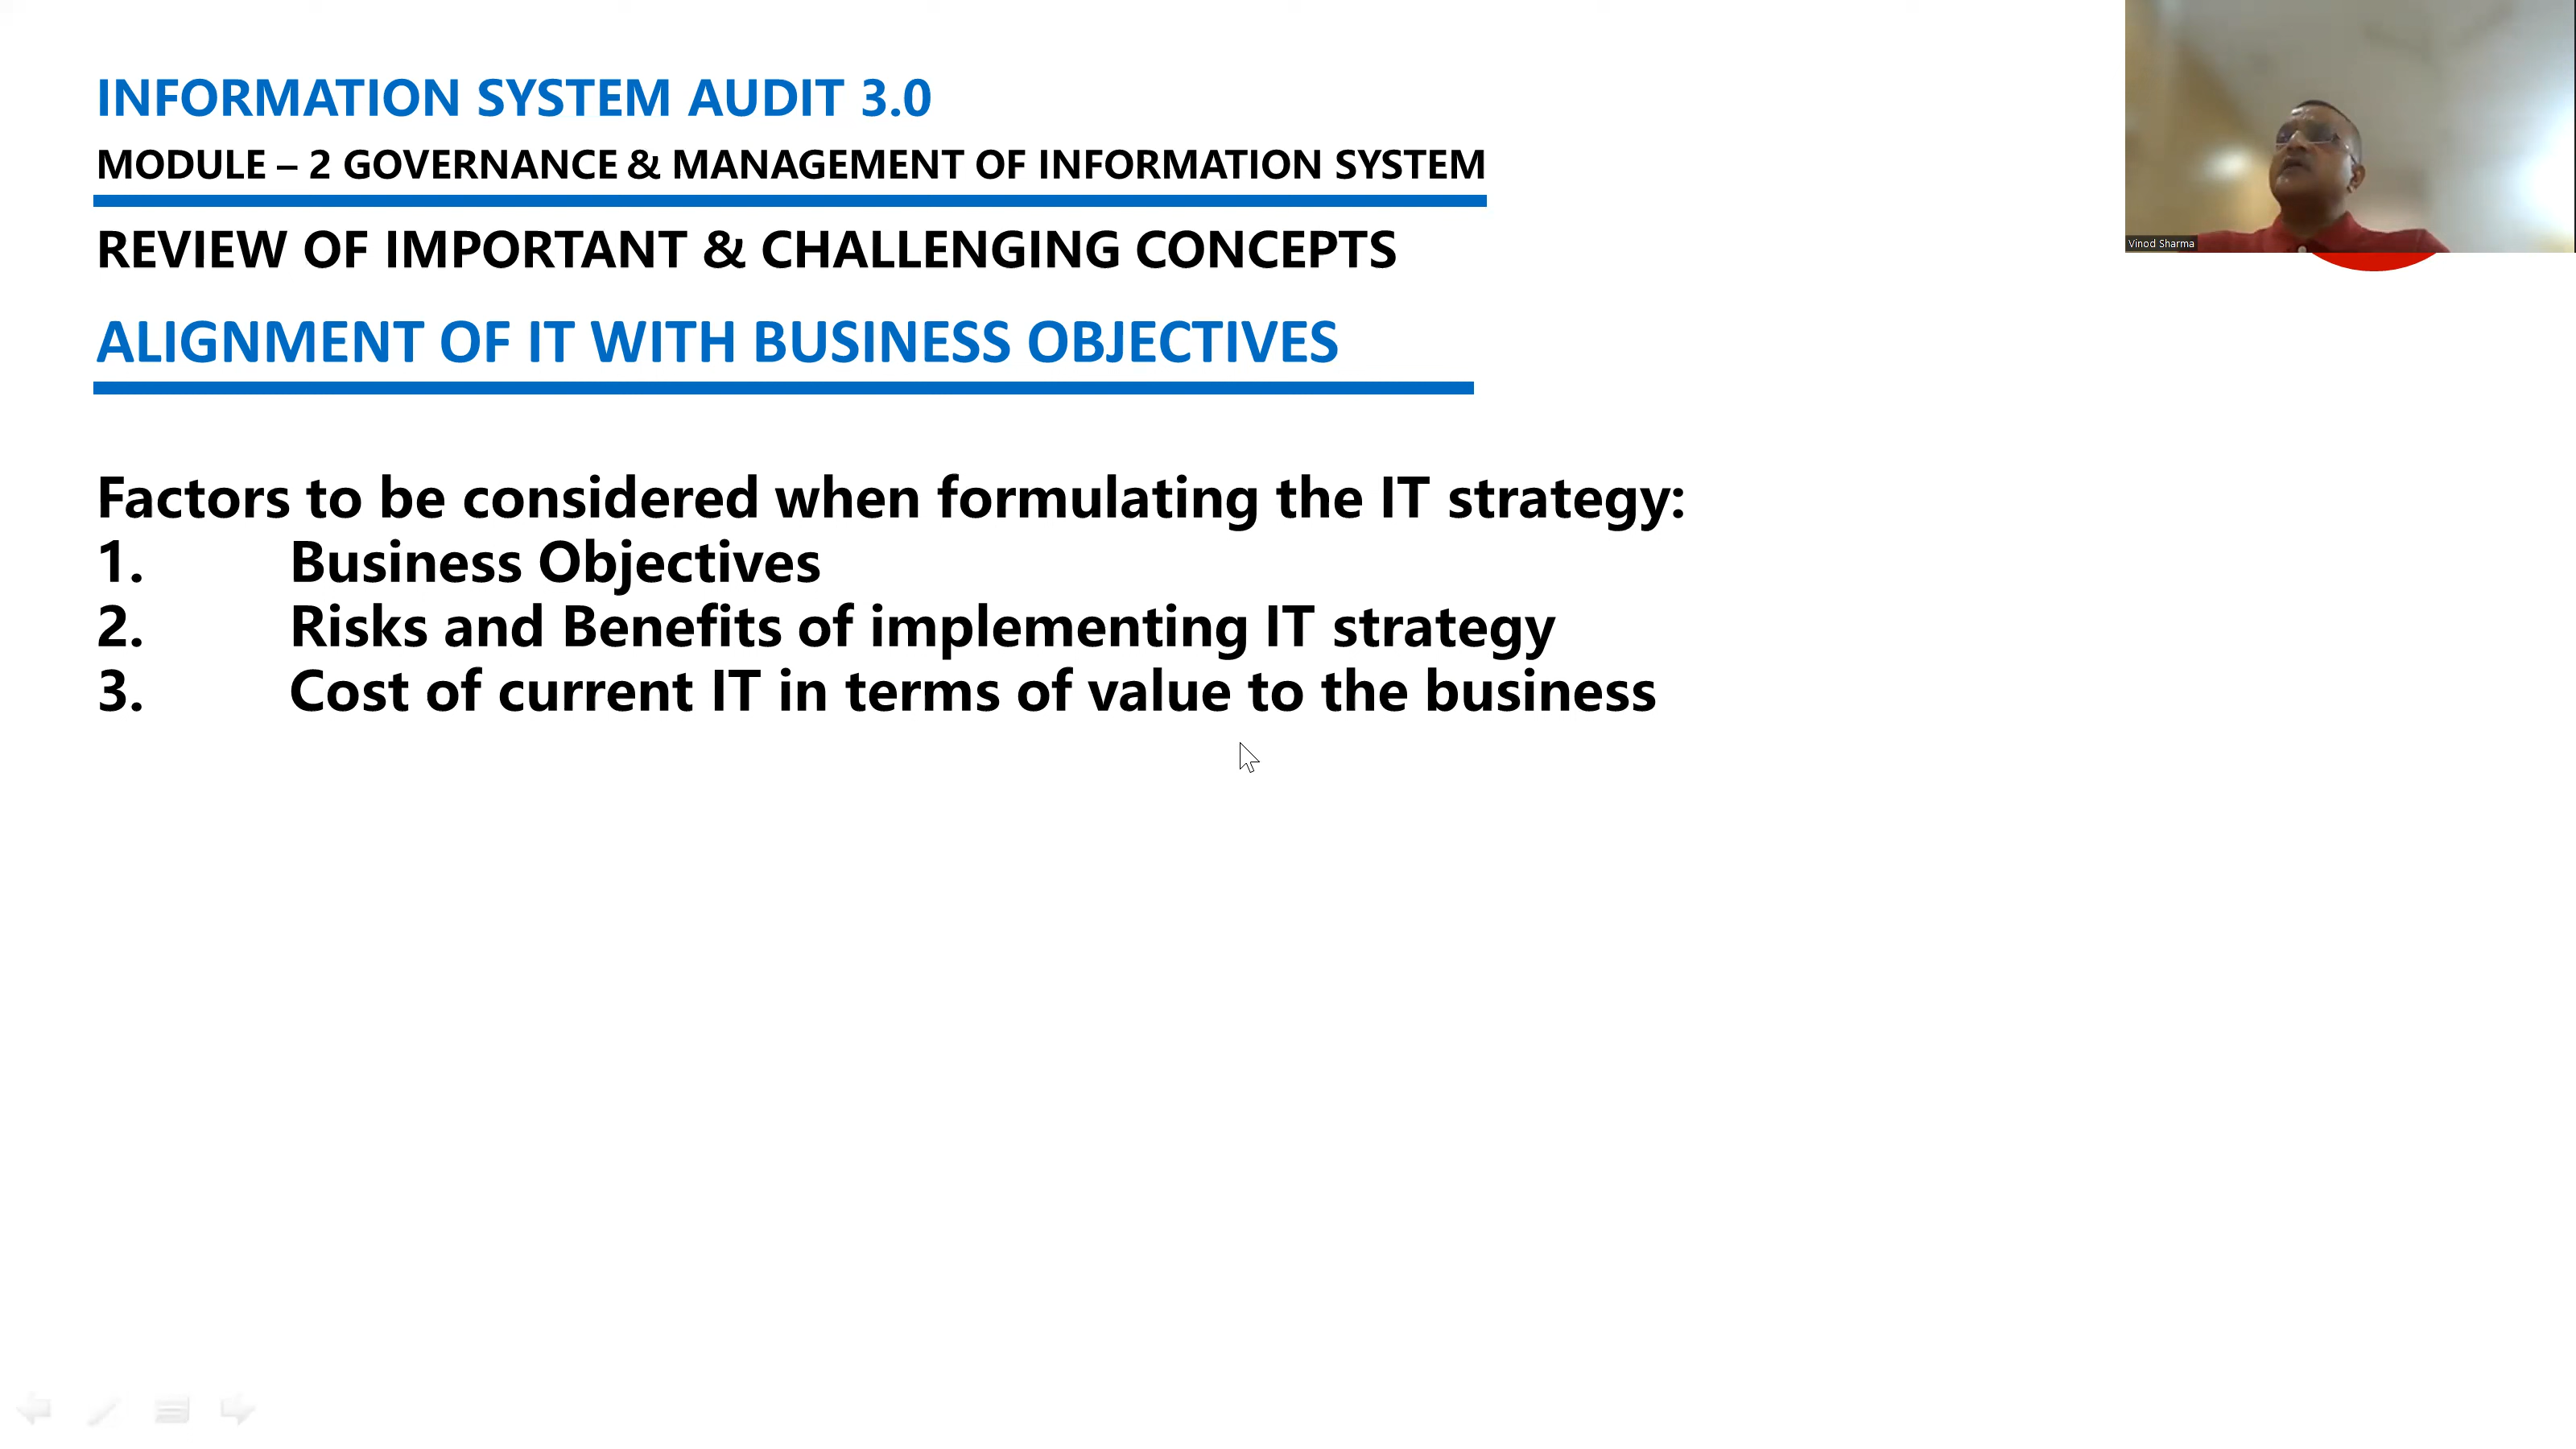 INFORMATION SYSTEM AUDIT 3.0
MODULE – 2 GOVERNANCE & MANAGEMENT OF INFORMATION SYSTEM
REVIEW OF IMPORTANT & CHALLENGING CONCEPTS
ALIGNMENT OF IT WITH BUSINESS OBJECTIVES
Factors to be considered when formulating the IT strategy:
1. Business Objectives
2. Risks and Benefits of implementing IT strategy
3. Cost of current IT in terms of value to the business
Vinod Sharma